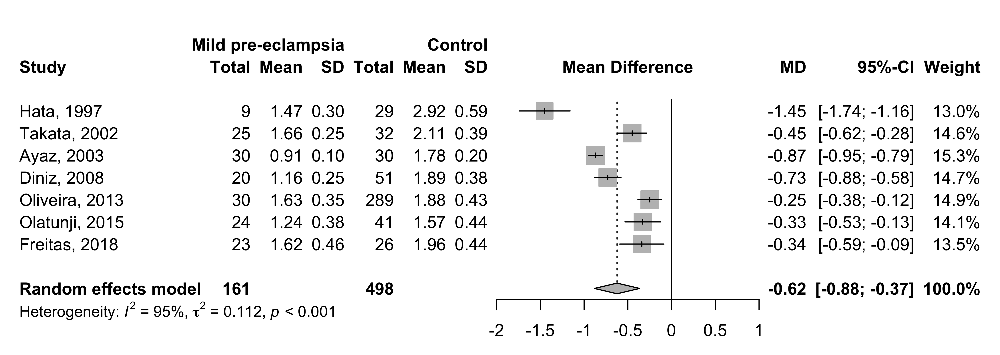 Mild pre-eclampsia Control
Study Total Mean SD Total Mean SD Mean Difference MD 95%-CI Weight
Hata, 1997 9 1.47 0.30 29 2.92 0.59 -1.45 [-1.74; -1.16] 13.0%
Takata, 2002 25 1.66 0.25 32 2.11 0.39 -0.45 [-0.62; -0.28] 14.6%
Ayaz, 2003 30 0.91 0.10 30 1.78 0.20 -0.87 [-0.95; -0.79] 15.3%
Diniz, 2008 20 1.16 0.25 51 1.89 0.38 -0.73 [-0.88; -0.58] 14.7%
Oliveira, 2013 30 1.63 0.35 289 1.88 0.43 -0.25 [-0.38; -0.12] 14.9%
Olatunji, 2015 24 1.24 0.38 41 1.57 0.44 -0.33 [-0.53; -0.13] 14.1%
Freitas, 2018 23 1.62 0.46 26 1.96 0.44 -0.34 [-0.59; -0.09] 13.5%
Random effects model 161 498 -0.62 [-0.88; -0.37] 100.0%
Heterogeneity: I² = 95%, τ² = 0.112, p < 0.001
-2 -1.5 -1 -0.5 0 0.5 1